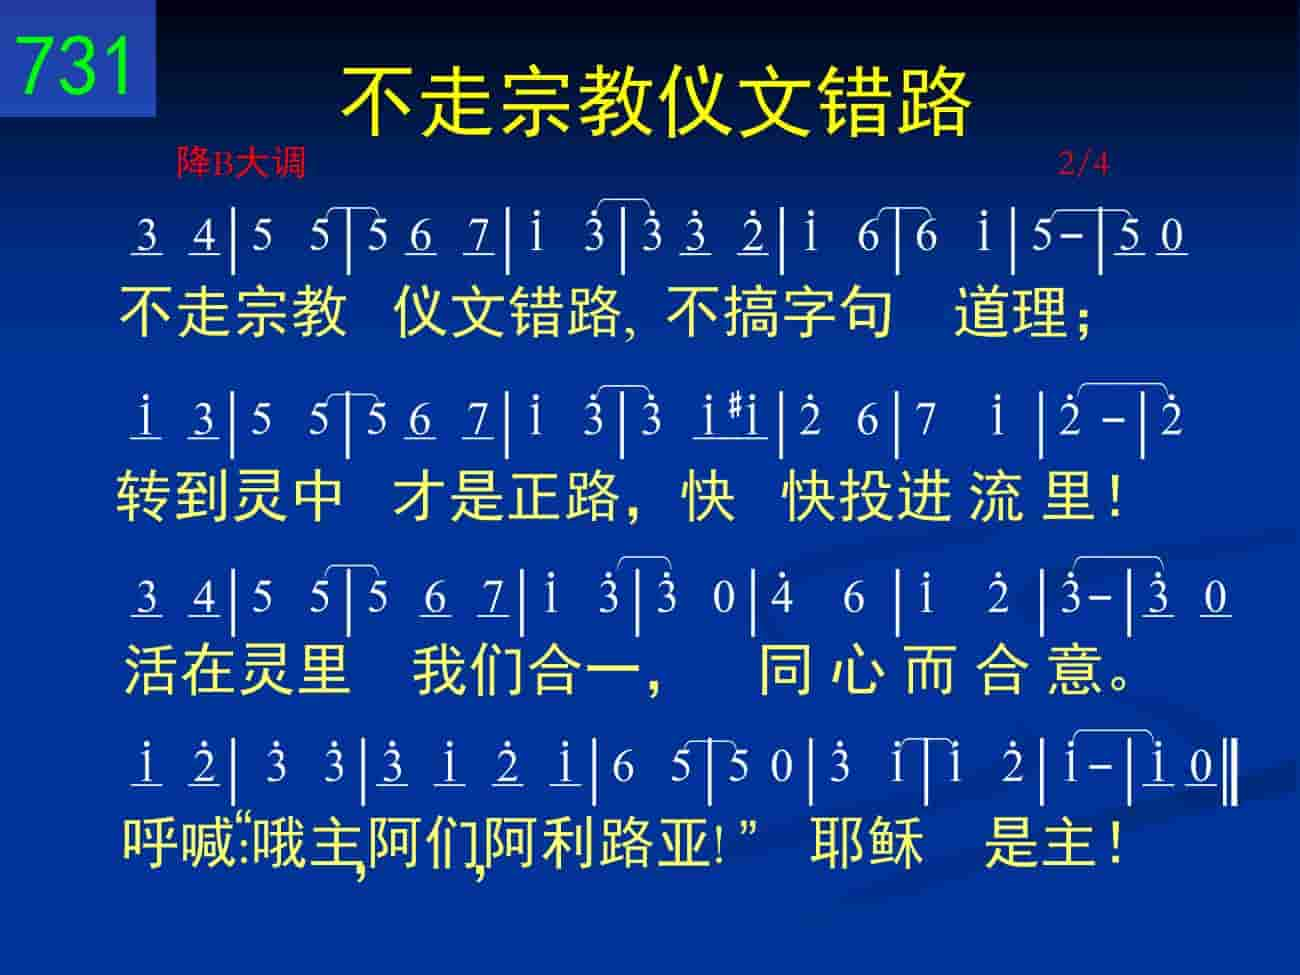 731
不走宗教仪文错路
降B大调 2/4
3 4 | 5 5 | 5 6 7 | i̇ 3̇ | 3̇ 3̇ 2̇ | i̇ 6 | 6 i̇ | 5 - | 5 0
不走宗教 仪文错路, 不搞字句 道理；
i̇ 3 | 5 5 | 5 6 7 | i̇ 3̇ | 3̇ i̇ #i̇ | 2̇ 6 | 7 i̇ | 2̇ - | 2̇
转到灵中 才是正路，快 快投进 流 里！
3 4 | 5 5 | 5 6 7 | i̇ 3̇ | 3̇ 0 | 4̇ 6 | i̇ 2̇ | 3̇ - | 3̇ 0
活在灵里 我们合一， 同 心 而 合 意。
i̇ 2̇ | 3̇ 3̇ | 3̇ i̇ 2̇ i̇ | 6 5 | 5 0 | 3̇ i̇ | i̇ 2̇ | i̇ - | i̇ 0 ‖
呼喊:“哦主,阿们,阿利路亚!” 耶稣 是主！